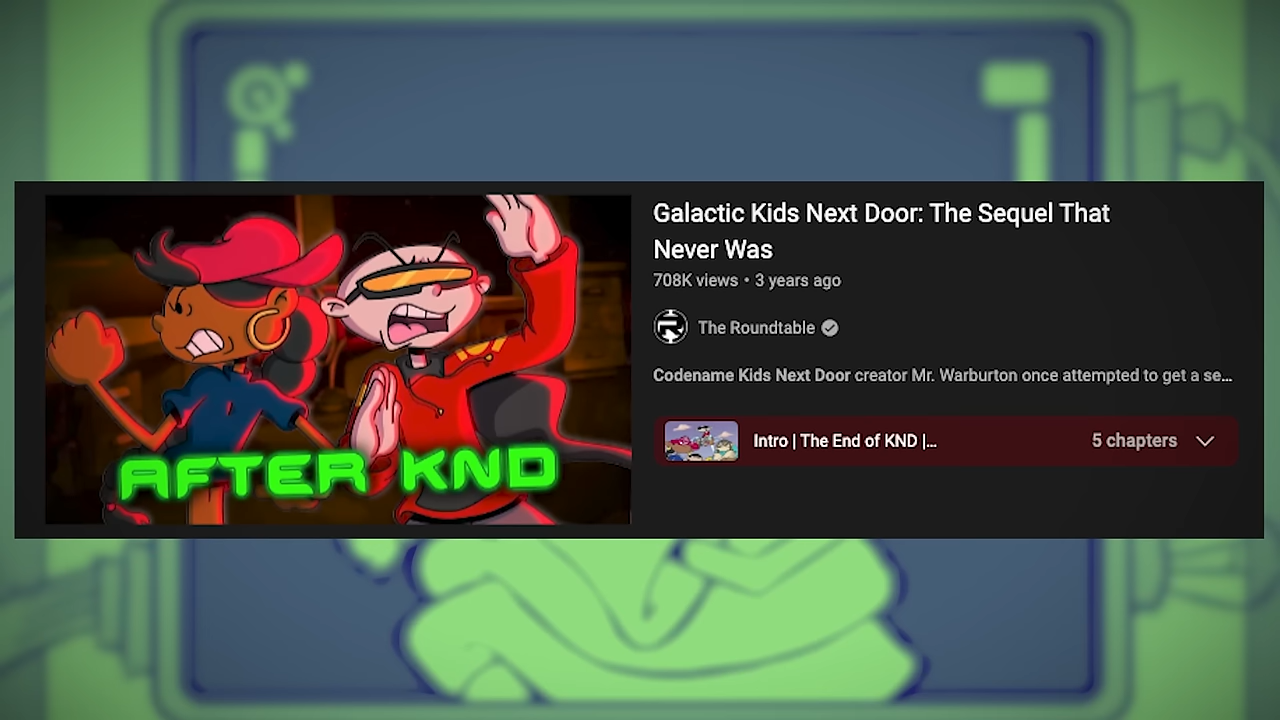 Galactic Kids Next Door: The Sequel That
Never Was
708K views • 3 years ago
The Roundtable
Codename Kids Next Door creator Mr. Warburton once attempted to get a se...
Intro | The End of KND |...
5 chapters
AFTER KND